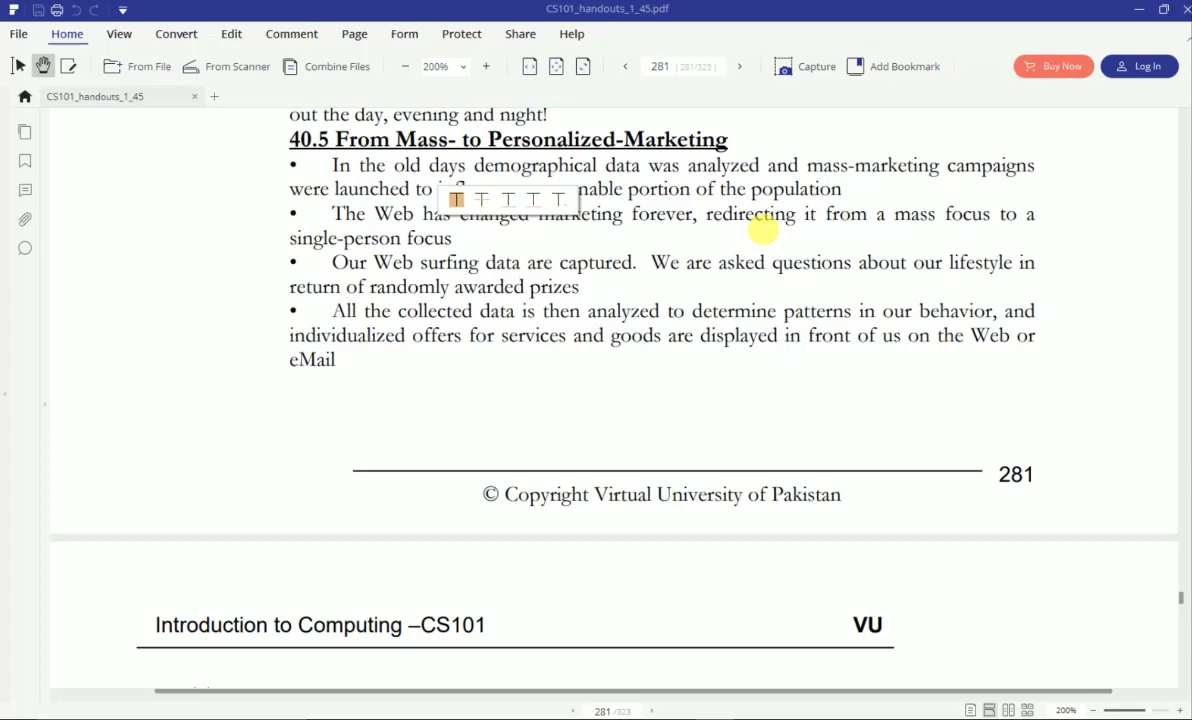 CS101_handouts_1_45.pdf
File Home View Convert Edit Comment Page Form Protect Share Help
From File From Scanner Combine Files 200% 281 (281/323) Capture Add Bookmark Buy Now Log In
CS101_handouts_1_45
out the day, evening and night!
40.5 From Mass- to Personalized-Marketing
• In the old days demographical data was analyzed and mass-marketing campaigns
were launched to nable portion of the population
• The Web has changed marketing forever, redirecting it from a mass focus to a
single-person focus
• Our Web surfing data are captured. We are asked questions about our lifestyle in
return of randomly awarded prizes
• All the collected data is then analyzed to determine patterns in our behavior, and
individualized offers for services and goods are displayed in front of us on the Web or
eMail
281
© Copyright Virtual University of Pakistan
Introduction to Computing –CS101 VU
281 /323 200%